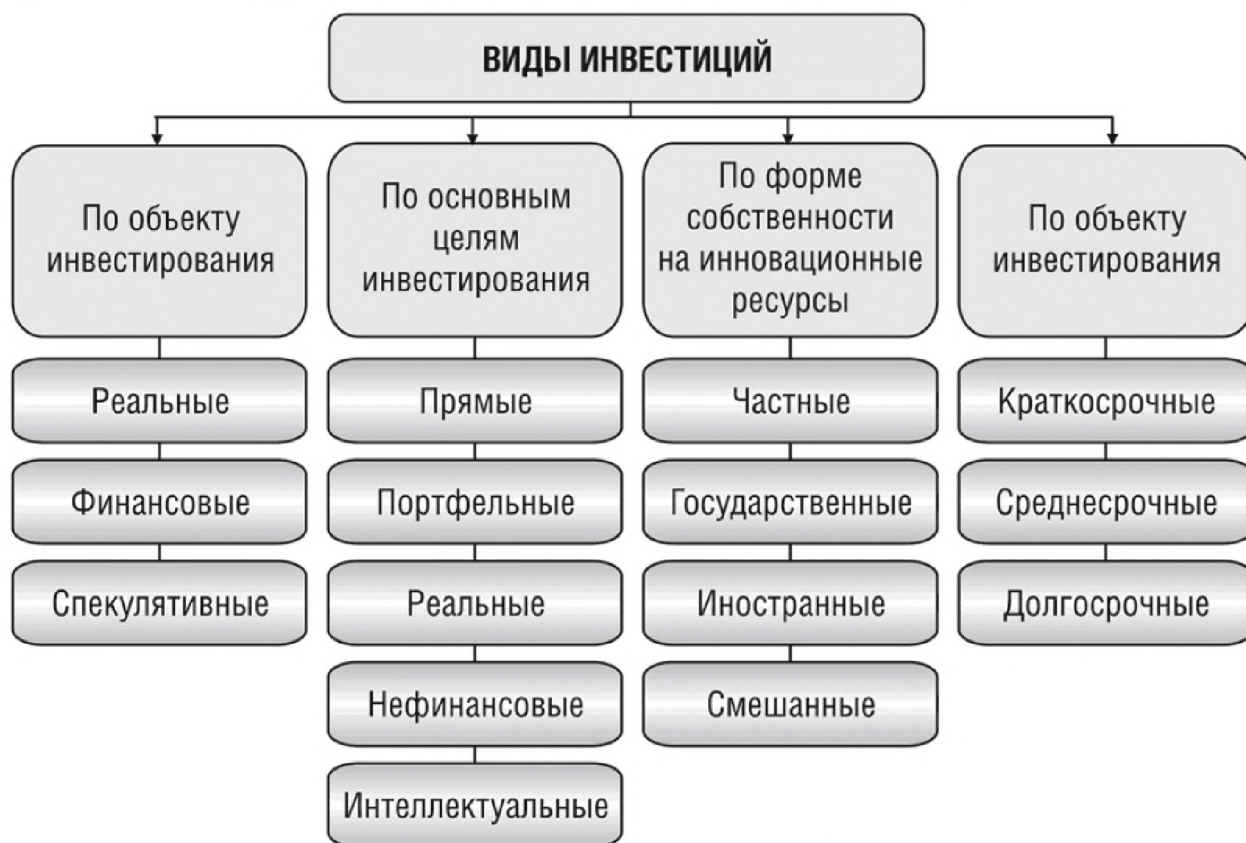 ВИДЫ ИНВЕСТИЦИЙ
По объекту
инвестирования
Реальные
Финансовые
Спекулятивные
По основным
целям
инвестирования
Прямые
Портфельные
Реальные
Нефинансовые
Интеллектуальные
По форме
собственности
на инновационные
ресурсы
Частные
Государственные
Иностранные
Смешанные
По объекту
инвестирования
Краткосрочные
Среднесрочные
Долгосрочные